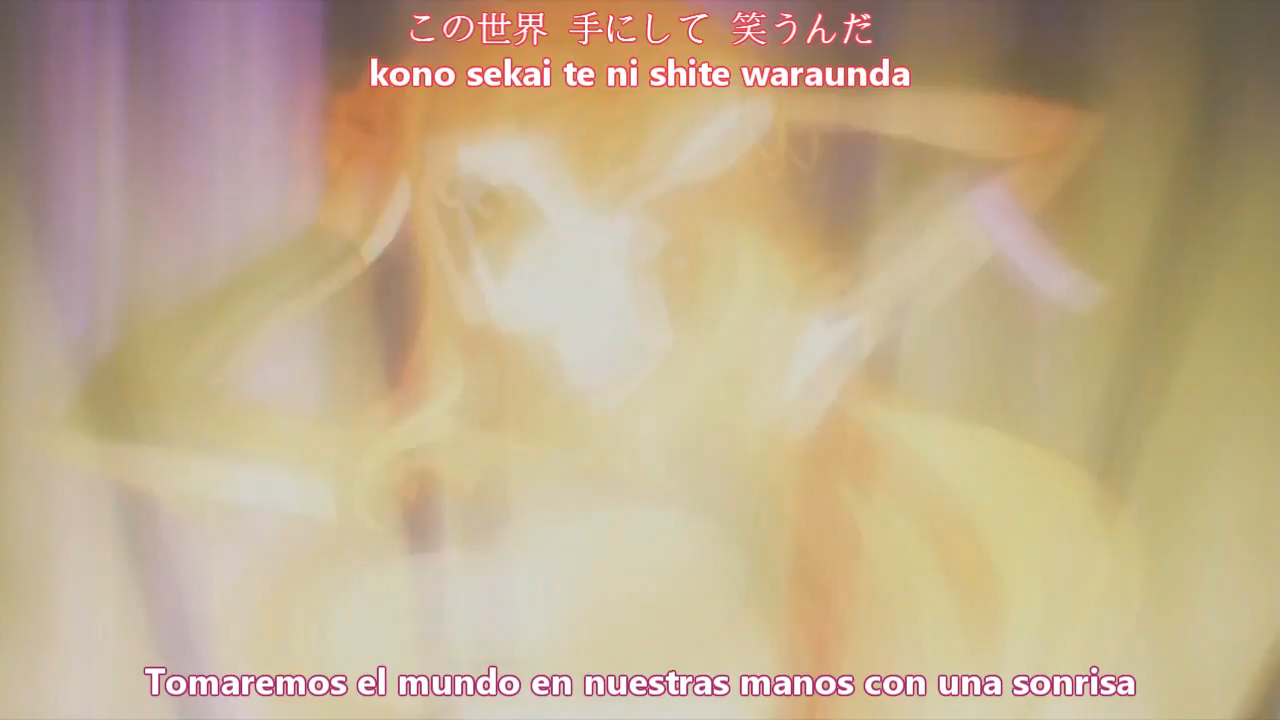 この世界 手にして 笑うんだ
kono sekai te ni shite waraunda
Tomaremos el mundo en nuestras manos con una sonrisa